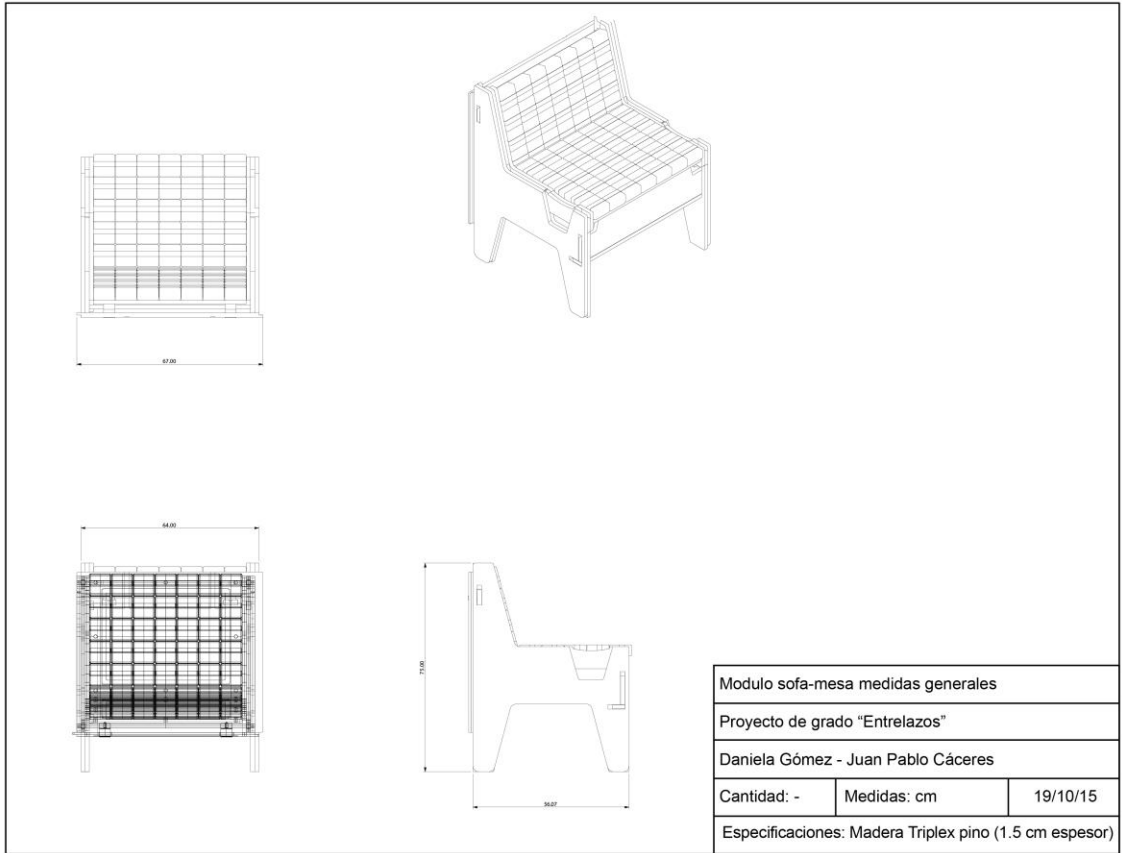 67.00
64.00
75.00
56.07
Modulo sofa-mesa medidas generales
Proyecto de grado “Entrelazos”
Daniela Gómez - Juan Pablo Cáceres
Cantidad: - Medidas: cm 19/10/15
Especificaciones: Madera Triplex pino (1.5 cm espesor)